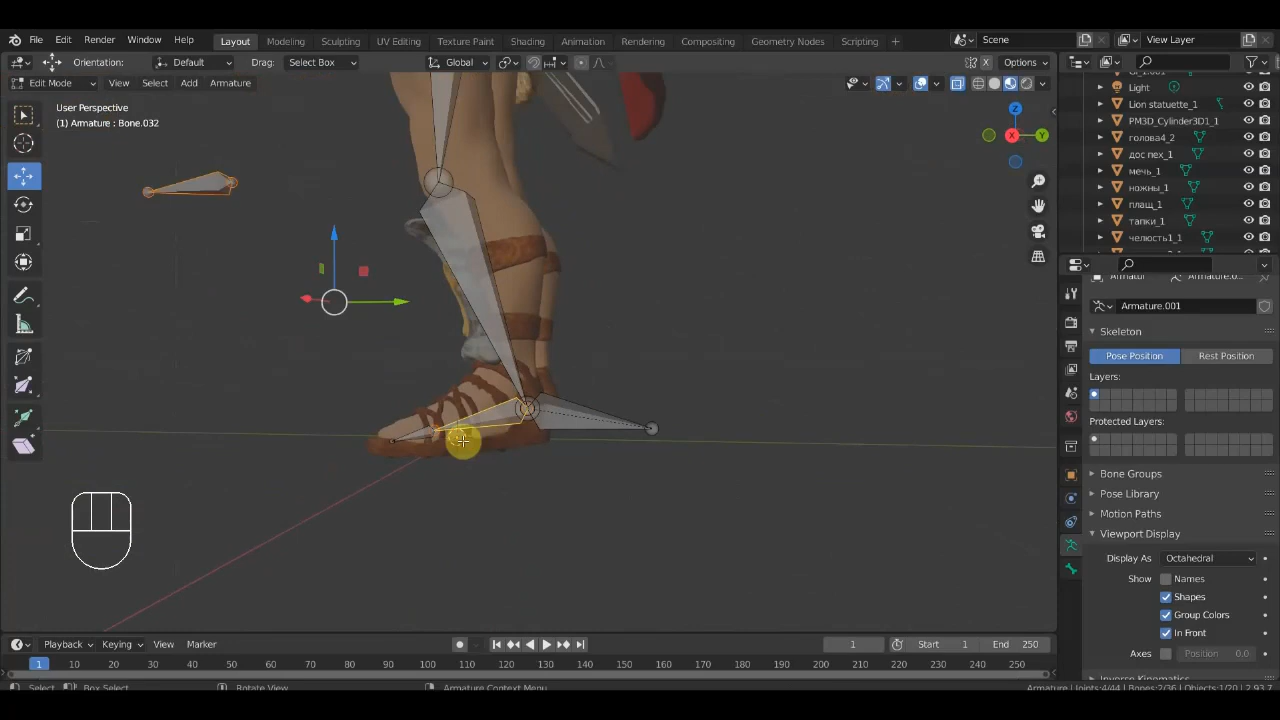 File Edit Render Window Help Layout Modeling Sculpting UV Editing Texture Paint Shading Animation Rendering Compositing Geometry Nodes Scripting + Scene View Layer
Orientation: Default Drag: Select Box Global Options
Edit Mode View Select Add Armature
User Perspective
(1) Armature : Bone.032
Z
X
Y
Light
Lion statuette_1
PM3D_Cylinder3D1_1
голова4_2
дос пех_1
мечь_1
ножны_1
плащ_1
тапки_1
челюсть1_1
Armatur Armature.0...
Armature.001
Skeleton
Pose Position Rest Position
Layers:
Protected Layers:
Bone Groups
Pose Library
Motion Paths
Viewport Display
Display As Octahedral
Show Names
Shapes
Group Colors
In Front
Axes Position 0.0
Playback Keying View Marker 1 Start 1 End 250
1 10 20 30 40 50 60 70 80 90 100 110 120 130 140 150 160 170 180 190 200 210 220 230 240 250
Select Box Select Rotate View Armature Context Menu Armature | Joints:4/44 | Bones:2/36 | Objects:1/20 | 2.93.7